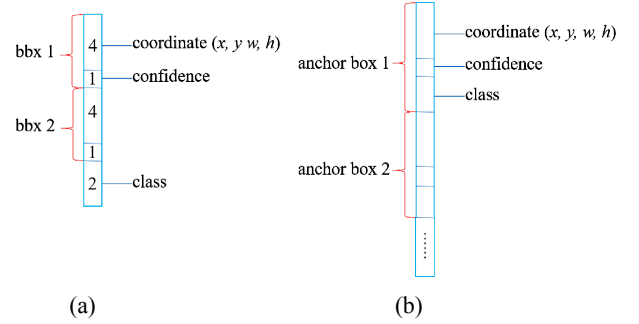 bbx 1
4
coordinate (x, y w, h)
1
confidence
bbx 2
4
1
2
class
(a)
coordinate (x, y, w, h)
anchor box 1
confidence
class
anchor box 2
......
(b)